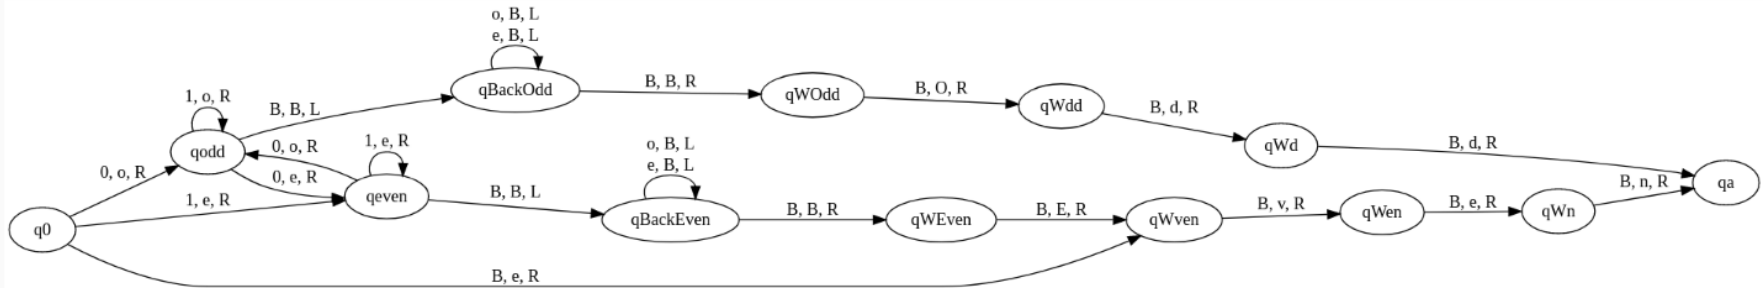 o, B, L
e, B, L
qBackOdd
B, B, R
qWOdd
B, O, R
qWdd
B, d, R
qWd
B, d, R
qa
1, o, R
qodd
B, B, L
0, o, R
0, o, R
0, e, R
1, e, R
qeven
1, e, R
q0
B, B, L
o, B, L
e, B, L
qBackEven
B, B, R
qWEven
B, E, R
qWven
B, v, R
qWen
B, e, R
qWn
B, n, R
B, e, R